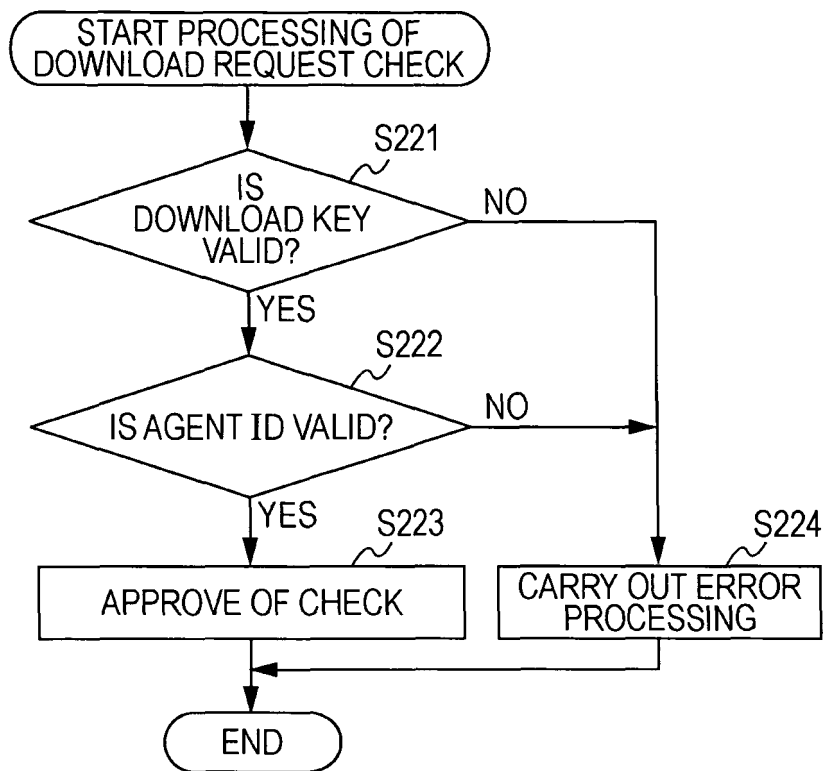 START PROCESSING OF
DOWNLOAD REQUEST CHECK
S221
IS
DOWNLOAD KEY
VALID?
NO
YES
S222
IS AGENT ID VALID?
NO
YES
S223
APPROVE OF CHECK
S224
CARRY OUT ERROR
PROCESSING
END